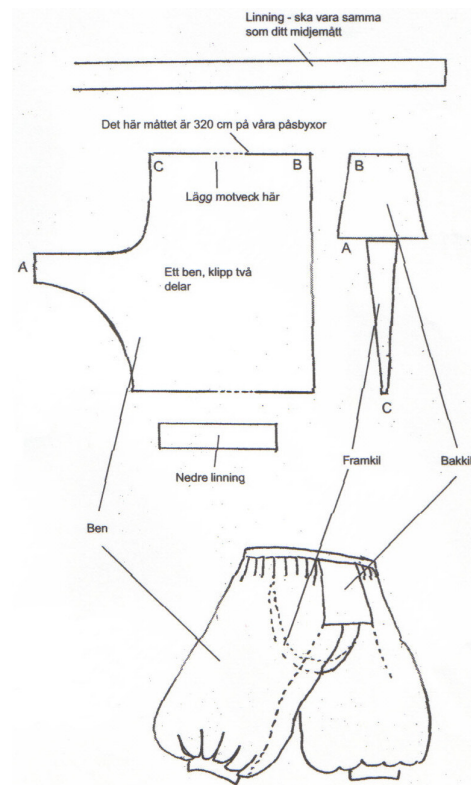 Linning - ska vara samma
som ditt midjemått
Det här måttet är 320 cm på våra påsbyxor
C
B
B
Lägg motveck här
A
A
Ett ben, klipp två
delar
C
Nedre linning
Framkil
Bakkil
Ben